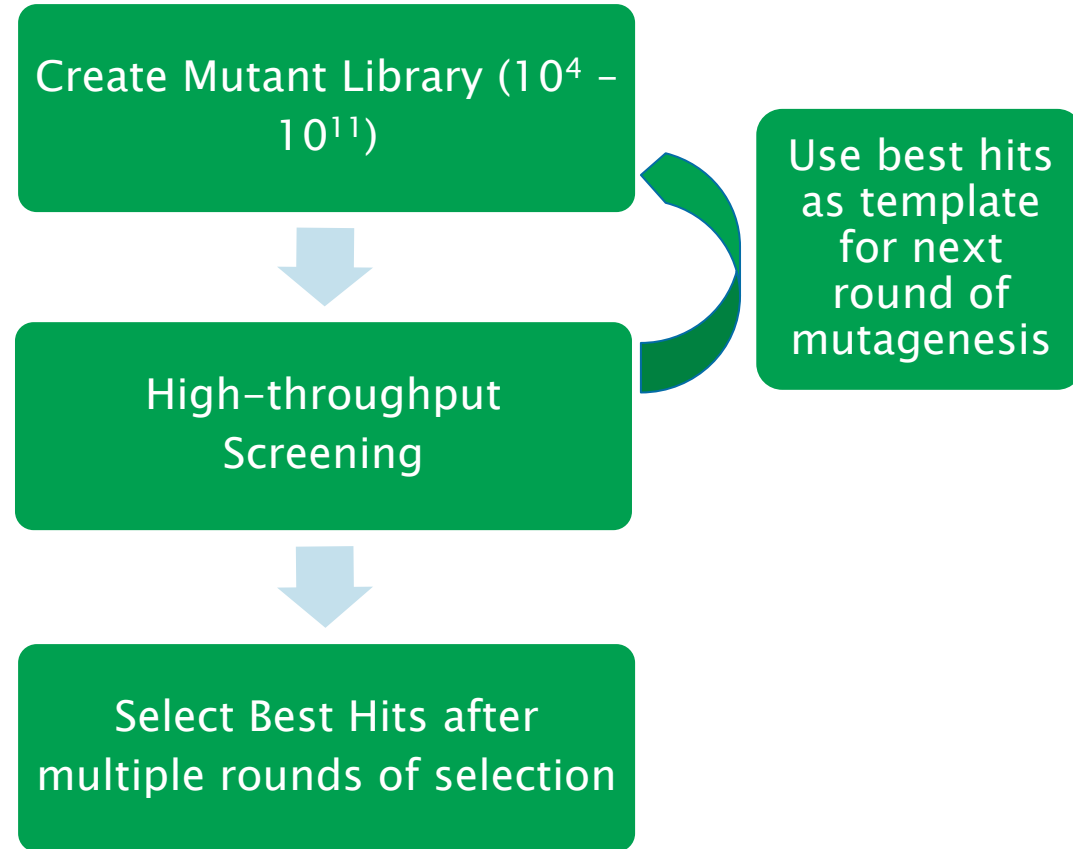 Create Mutant Library (10⁴ –
10¹¹)
Use best hits
as template
for next
round of
mutagenesis
High-throughput
Screening
Select Best Hits after
multiple rounds of selection